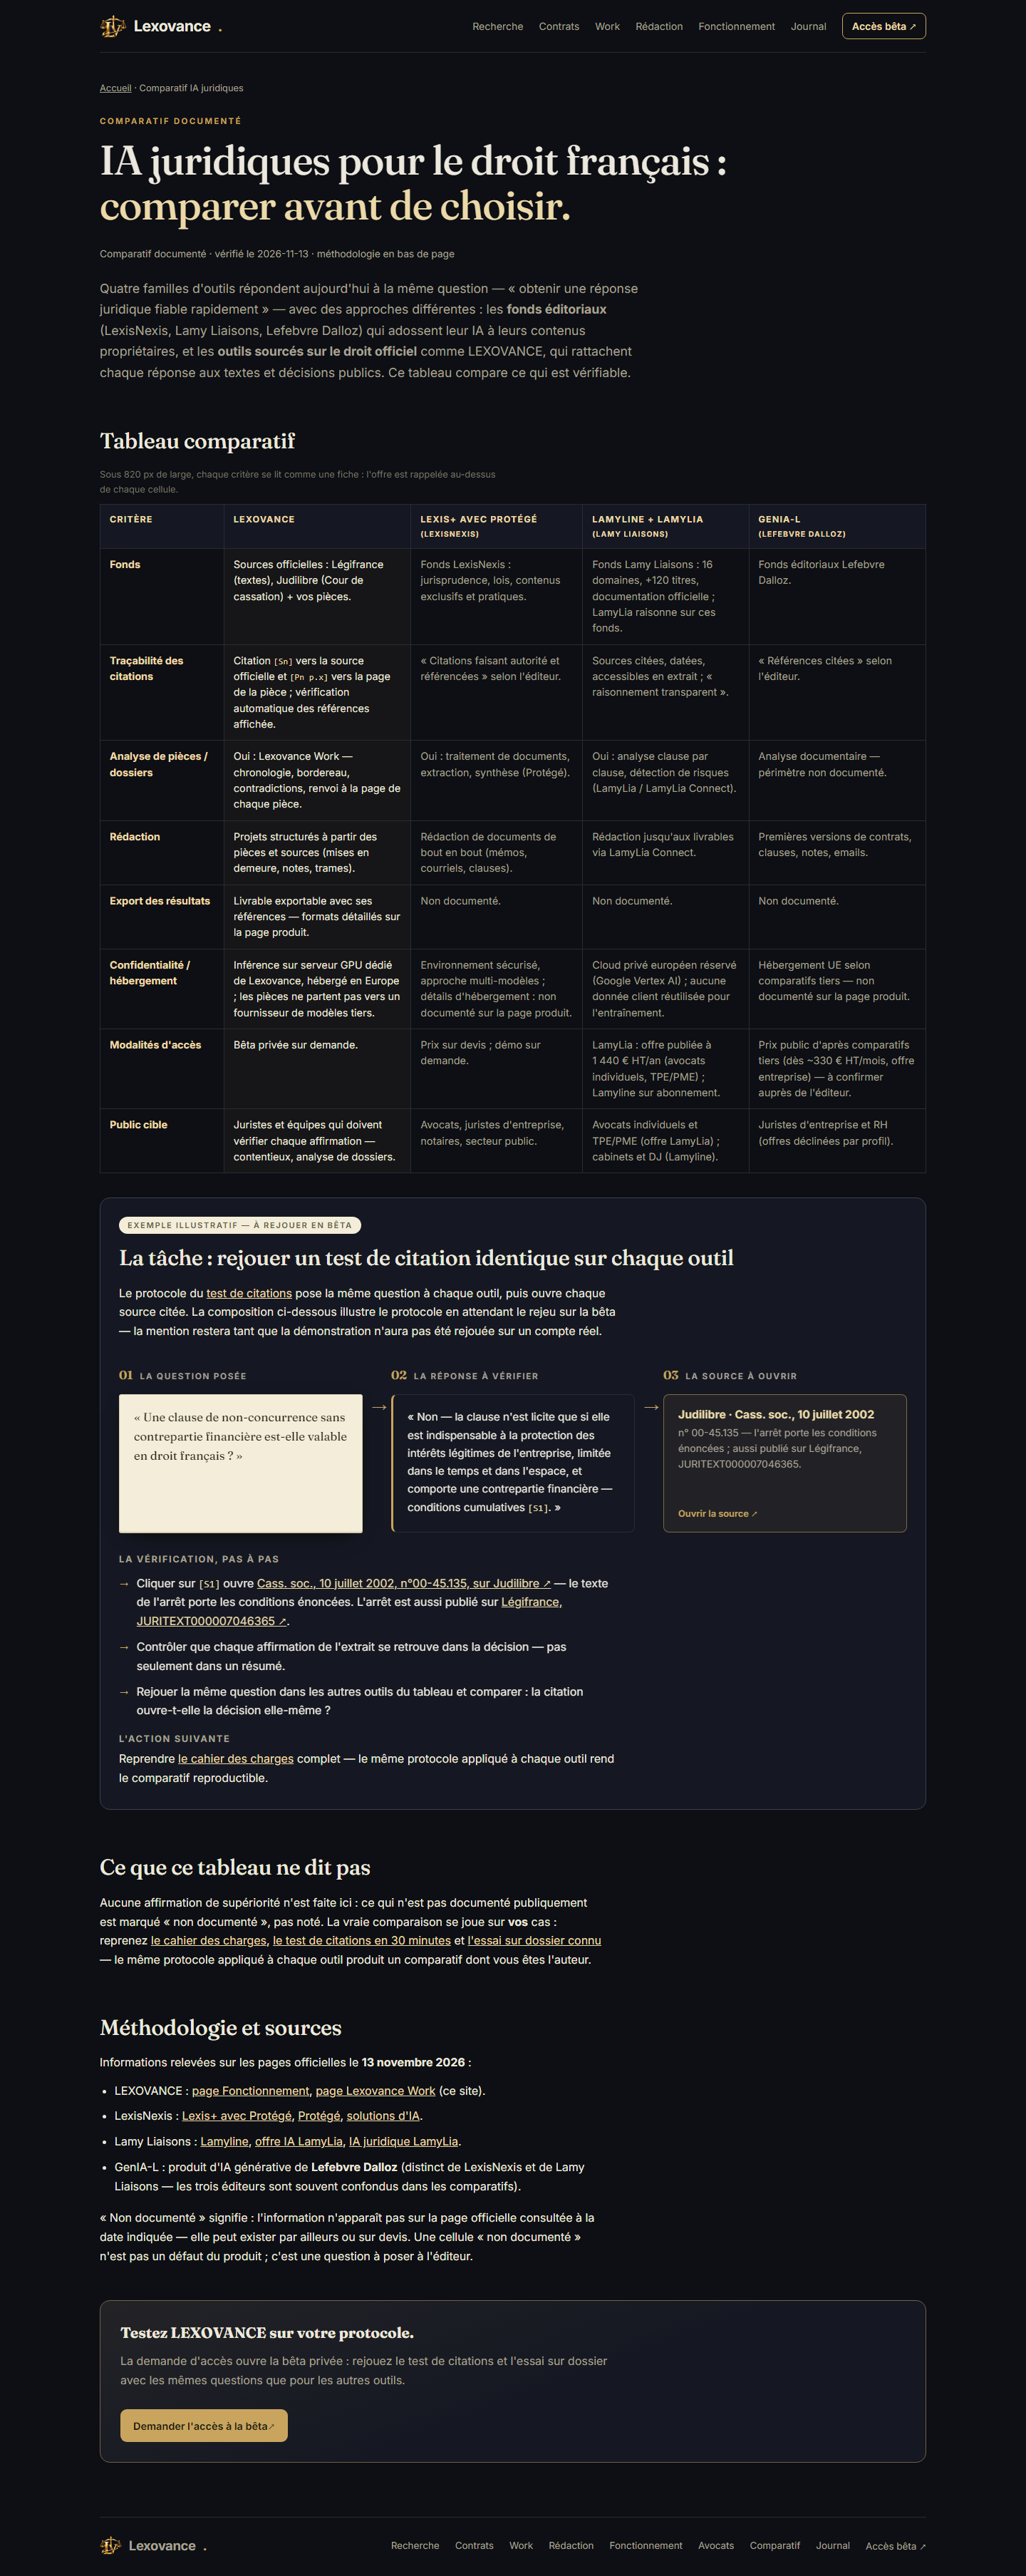 Lexovance .
Recherche Contrats Work Rédaction Fonctionnement Journal Accès bêta ↗
Accueil · Comparatif IA juridiques
COMPARATIF DOCUMENTÉ
IA juridiques pour le droit français :
comparer avant de choisir.
Comparatif documenté · vérifié le 2026-11-13 · méthodologie en bas de page
Quatre familles d'outils répondent aujourd'hui à la même question — « obtenir une réponse
juridique fiable rapidement » — avec des approches différentes : les fonds éditoriaux
(LexisNexis, Lamy Liaisons, Lefebvre Dalloz) qui adossent leur IA à leurs contenus
propriétaires, et les outils sourcés sur le droit officiel comme LEXOVANCE, qui rattachent
chaque réponse aux textes et décisions publics. Ce tableau compare ce qui est vérifiable.
Tableau comparatif
Sous 820 px de large, chaque critère se lit comme une fiche : l'offre est rappelée au-dessus
de chaque cellule.
CRITÈRE
LEXOVANCE
LEXIS+ AVEC PROTÉGÉ
(LEXISNEXIS)
LAMYLINE + LAMYLIA
(LAMY LIAISONS)
GENIA-L
(LEFEBVRE DALLOZ)
Fonds
Sources officielles : Légifrance
(textes), Judilibre (Cour de
cassation) + vos pièces.
Fonds LexisNexis :
jurisprudence, lois, contenus
exclusifs et pratiques.
Fonds Lamy Liaisons : 16
domaines, +120 titres,
documentation officielle ;
LamyLia raisonne sur ces
fonds.
Fonds éditoriaux Lefebvre
Dalloz.
Traçabilité des
citations
Citation [Sn] vers la source
officielle et [Pn p.x] vers la page
de la pièce ; vérification
automatique des références
affichée.
« Citations faisant autorité et
référencées » selon l'éditeur.
Sources citées, datées,
accessibles en extrait ; «
raisonnement transparent ».
« Références citées » selon
l'éditeur.
Analyse de pièces /
dossiers
Oui : Lexovance Work —
chronologie, bordereau,
contradictions, renvoi à la page de
chaque pièce.
Oui : traitement de documents,
extraction, synthèse (Protégé).
Oui : analyse clause par
clause, détection de risques
(LamyLia / LamyLia Connect).
Analyse documentaire —
périmètre non documenté.
Rédaction
Projets structurés à partir des
pièces et sources (mises en
demeure, notes, trames).
Rédaction de documents de
bout en bout (mémos,
courriels, clauses).
Rédaction jusqu'aux livrables
via LamyLia Connect.
Premières versions de contrats,
clauses, notes, emails.
Export des résultats
Livrable exportable avec ses
références — formats détaillés sur
la page produit.
Non documenté.
Non documenté.
Non documenté.
Confidentialité /
hébergement
Inférence sur serveur GPU dédié
de Lexovance, hébergé en Europe
; les pièces ne partent pas vers un
fournisseur de modèles tiers.
Environnement sécurisé,
approche multi-modèles ;
détails d'hébergement : non
documenté sur la page produit.
Cloud privé européen réservé
(Google Vertex AI) ; aucune
donnée client réutilisée pour
l'entraînement.
Hébergement UE selon
comparatifs tiers — non
documenté sur la page produit.
Modalités d'accès
Bêta privée sur demande.
Prix sur devis ; démo sur
demande.
LamyLia : offre publiée à
1 440 € HT/an (avocats
individuels, TPE/PME) ;
Lamyline sur abonnement.
Prix public d'après comparatifs
tiers (dès ~330 € HT/mois, offre
entreprise) — à confirmer
auprès de l'éditeur.
Public cible
Juristes et équipes qui doivent
vérifier chaque affirmation —
contentieux, analyse de dossiers.
Avocats, juristes d'entreprise,
notaires, secteur public.
Avocats individuels et
TPE/PME (offre LamyLia) ;
cabinets et DJ (Lamyline).
Juristes d'entreprise et RH
(offres déclinées par profil).
EXEMPLE ILLUSTRATIF — À REJOUER EN BÊTA
La tâche : rejouer un test de citation identique sur chaque outil
Le protocole du test de citations pose la même question à chaque outil, puis ouvre chaque
source citée. La composition ci-dessous illustre le protocole en attendant le rejeu sur la bêta
— la mention restera tant que la démonstration n'aura pas été rejouée sur un compte réel.
01 LA QUESTION POSÉE
« Une clause de non-concurrence sans
contrepartie financière est-elle valable
en droit français ? »
→
02 LA RÉPONSE À VÉRIFIER
« Non — la clause n'est licite que si elle
est indispensable à la protection des
intérêts légitimes de l'entreprise, limitée
dans le temps et dans l'espace, et
comporte une contrepartie financière —
conditions cumulatives [S1]. »
→
03 LA SOURCE À OUVRIR
Judilibre · Cass. soc., 10 juillet 2002
n° 00-45.135 — l'arrêt porte les conditions
énoncées ; aussi publié sur Légifrance,
JURITEXT000007046365.
Ouvrir la source ↗
LA VÉRIFICATION, PAS À PAS
→ Cliquer sur [S1] ouvre Cass. soc., 10 juillet 2002, n°00-45.135, sur Judilibre ↗ — le texte
de l'arrêt porte les conditions énoncées. L'arrêt est aussi publié sur Légifrance,
JURITEXT000007046365 ↗.
→ Contrôler que chaque affirmation de l'extrait se retrouve dans la décision — pas
seulement dans un résumé.
→ Rejouer la même question dans les autres outils du tableau et comparer : la citation
ouvre-t-elle la décision elle-même ?
L'ACTION SUIVANTE
Reprendre le cahier des charges complet — le même protocole appliqué à chaque outil rend
le comparatif reproductible.
Ce que ce tableau ne dit pas
Aucune affirmation de supériorité n'est faite ici : ce qui n'est pas documenté publiquement
est marqué « non documenté », pas noté. La vraie comparaison se joue sur vos cas :
reprenez le cahier des charges, le test de citations en 30 minutes et l'essai sur dossier connu
— le même protocole appliqué à chaque outil produit un comparatif dont vous êtes l'auteur.
Méthodologie et sources
Informations relevées sur les pages officielles le 13 novembre 2026 :
• LEXOVANCE : page Fonctionnement, page Lexovance Work (ce site).
• LexisNexis : Lexis+ avec Protégé, Protégé, solutions d'IA.
• Lamy Liaisons : Lamyline, offre IA LamyLia, IA juridique LamyLia.
• GenIA-L : produit d'IA générative de Lefebvre Dalloz (distinct de LexisNexis et de Lamy
Liaisons — les trois éditeurs sont souvent confondus dans les comparatifs).
« Non documenté » signifie : l'information n'apparaît pas sur la page officielle consultée à la
date indiquée — elle peut exister par ailleurs ou sur devis. Une cellule « non documenté »
n'est pas un défaut du produit ; c'est une question à poser à l'éditeur.
Testez LEXOVANCE sur votre protocole.
La demande d'accès ouvre la bêta privée : rejouez le test de citations et l'essai sur dossier
avec les mêmes questions que pour les autres outils.
Demander l'accès à la bêta↗
Lexovance .
Recherche Contrats Work Rédaction Fonctionnement Avocats Comparatif Journal Accès bêta ↗